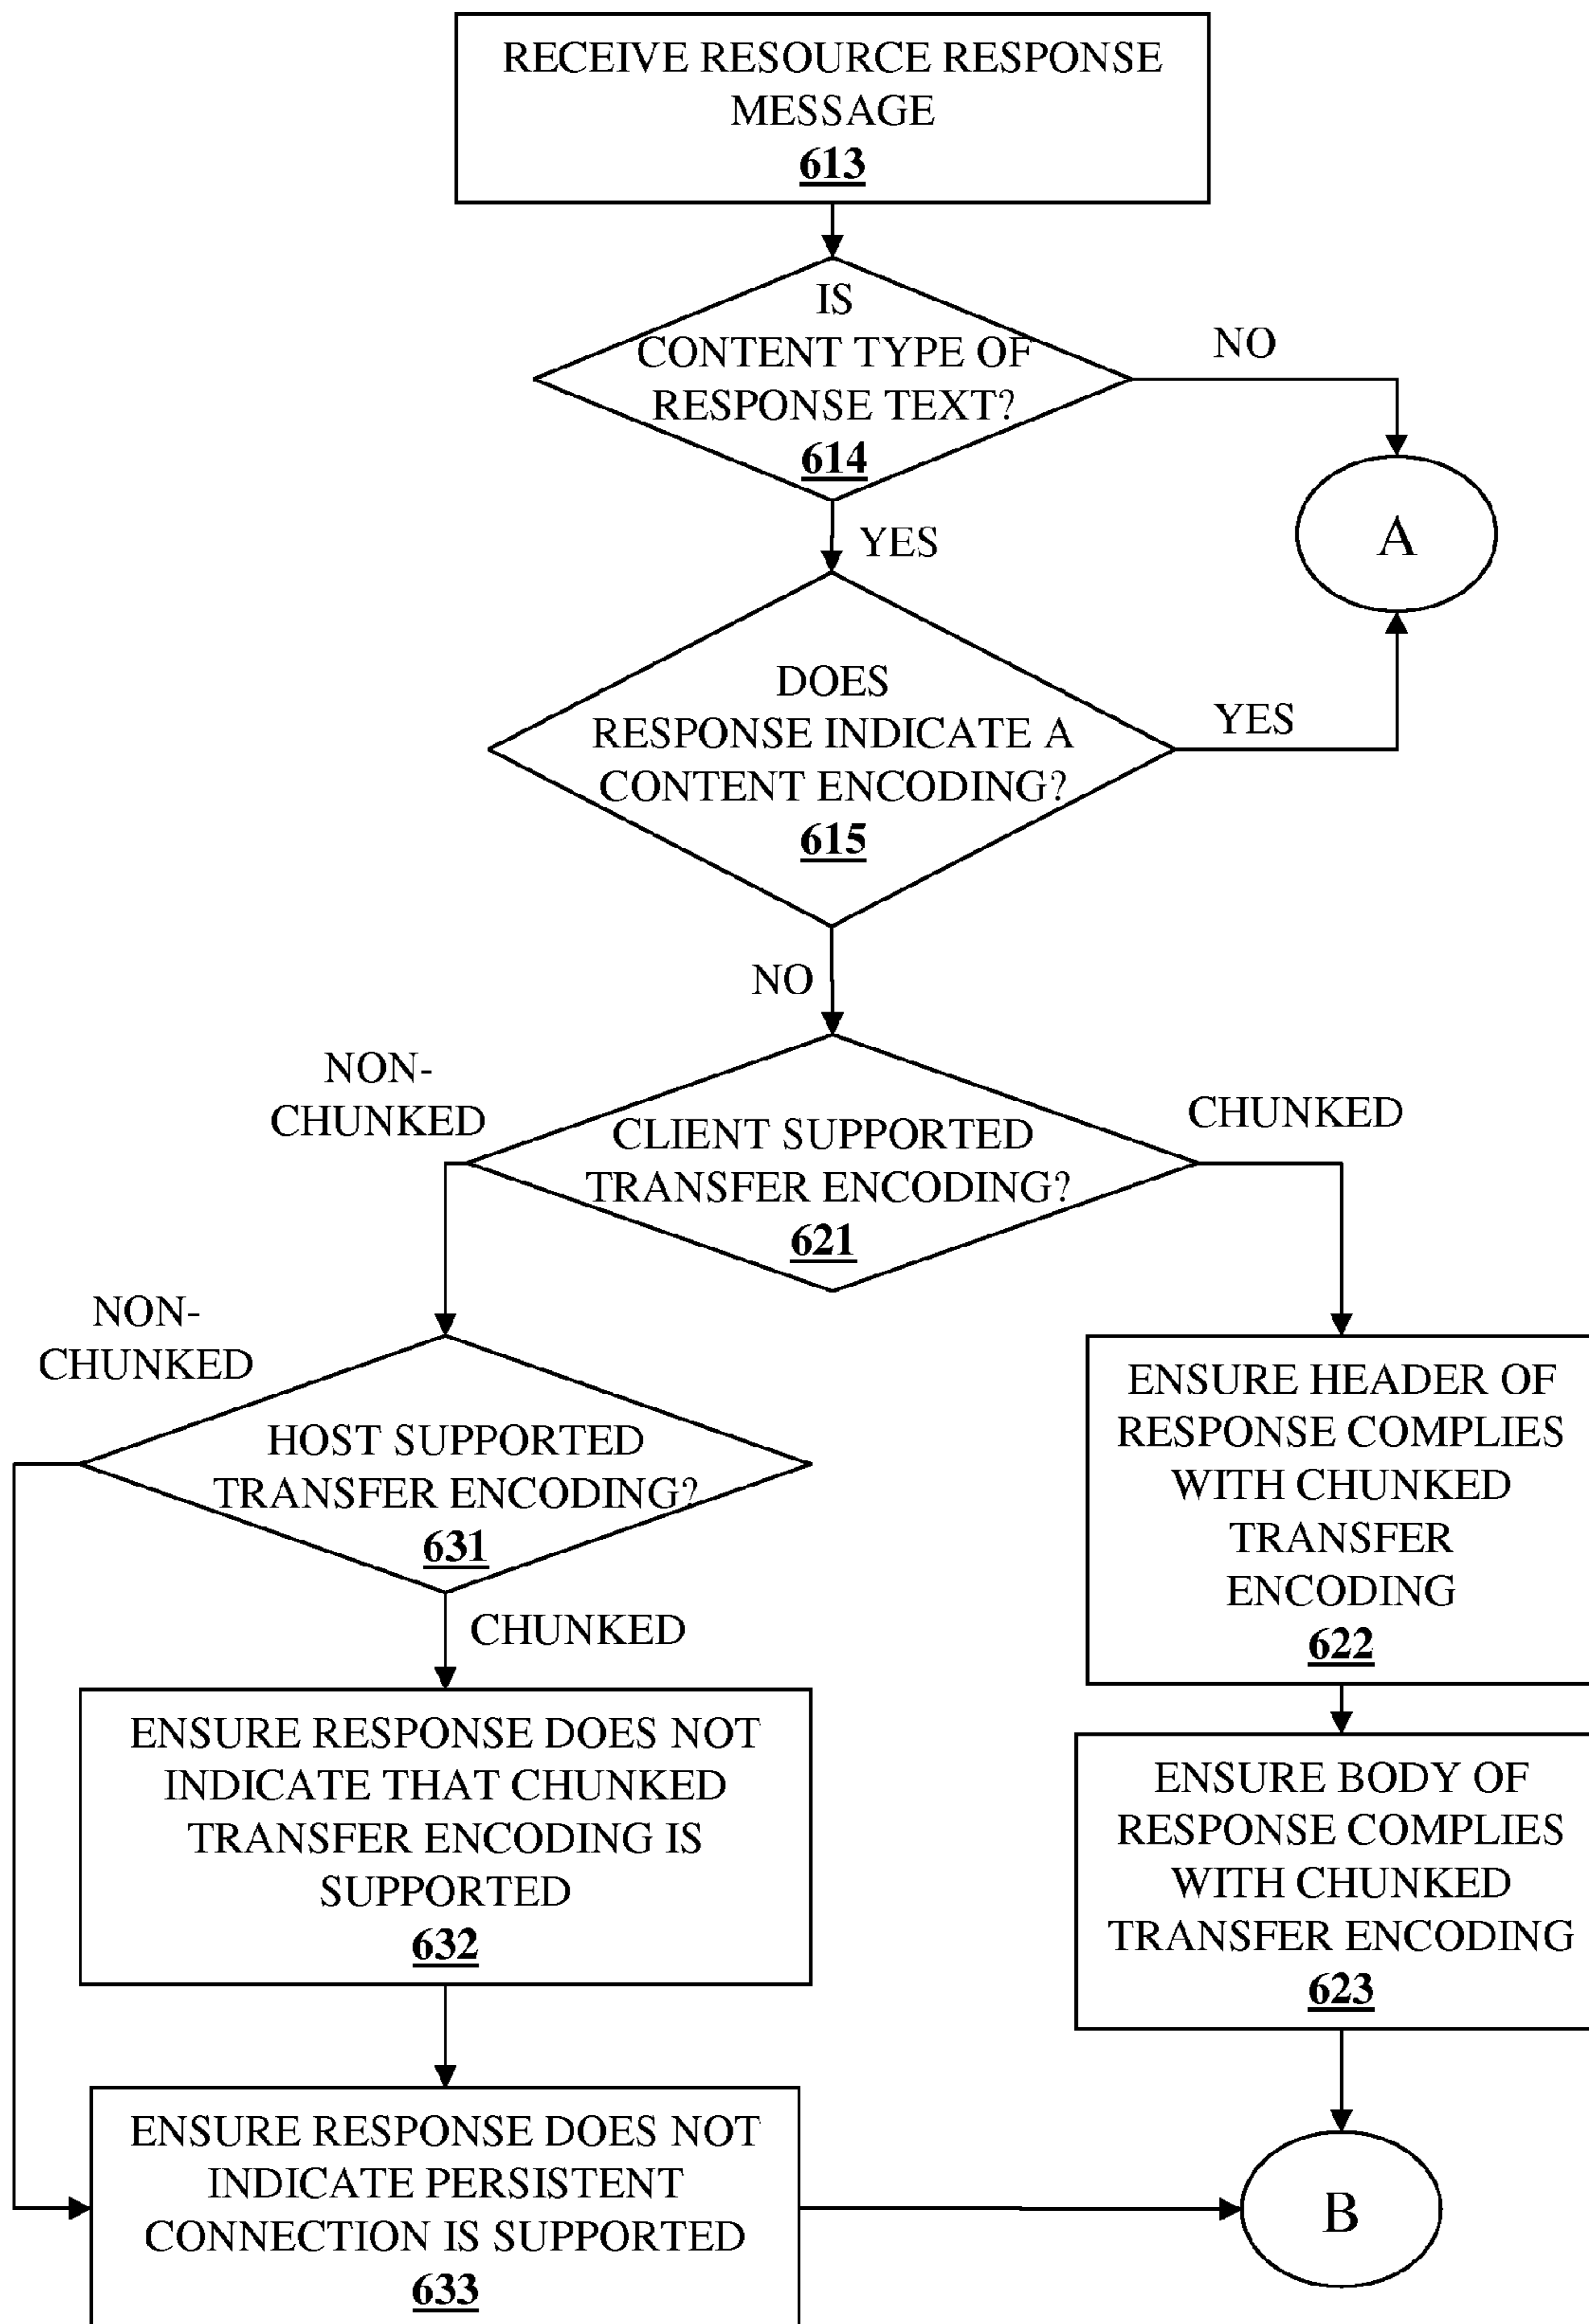 RECEIVE RESOURCE RESPONSE
MESSAGE
613
IS
CONTENT TYPE OF
RESPONSE TEXT?
614
NO
A
YES
DOES
RESPONSE INDICATE A
CONTENT ENCODING?
615
YES
NO
NON-
CHUNKED
CLIENT SUPPORTED
TRANSFER ENCODING?
621
CHUNKED
NON-
CHUNKED
HOST SUPPORTED
TRANSFER ENCODING?
631
CHUNKED
ENSURE HEADER OF
RESPONSE COMPLIES
WITH CHUNKED
TRANSFER
ENCODING
622
ENSURE RESPONSE DOES NOT
INDICATE THAT CHUNKED
TRANSFER ENCODING IS
SUPPORTED
632
ENSURE BODY OF
RESPONSE COMPLIES
WITH CHUNKED
TRANSFER ENCODING
623
ENSURE RESPONSE DOES NOT
INDICATE PERSISTENT
CONNECTION IS SUPPORTED
633
B